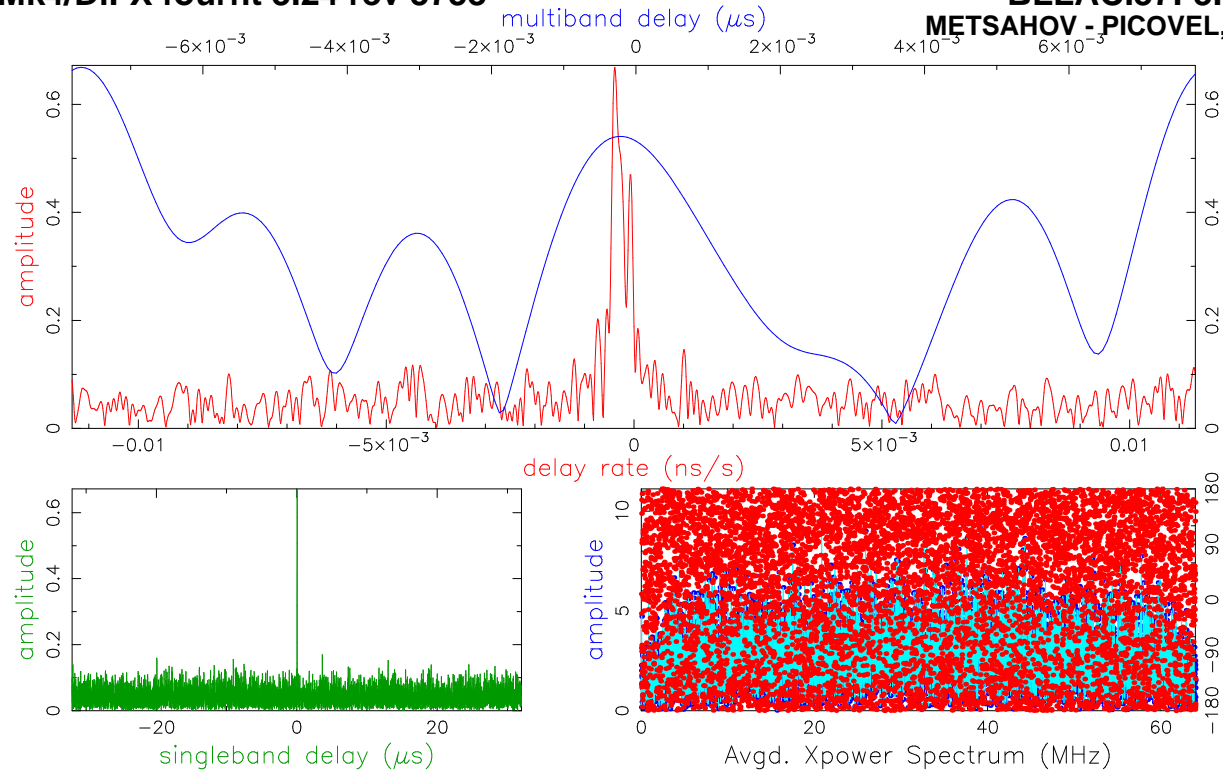 multiband delay (μs)
METSAHOV - PICOVEL,
−6×10⁻³ −4×10⁻³ −2×10⁻³ 0 2×10⁻³ 4×10⁻³ 6×10⁻³
amplitude
0 0.2 0.4 0.6
0 0.2 0.4 0.6
−0.01 −5×10⁻³ 0 5×10⁻³ 0.01
delay rate (ns/s)
amplitude
0 0.2 0.4 0.6
−20 0 20
singleband delay (μs)
amplitude
0 5 10
−180 −90 0 90 180
0 20 40 60
Avgd. Xpower Spectrum (MHz)